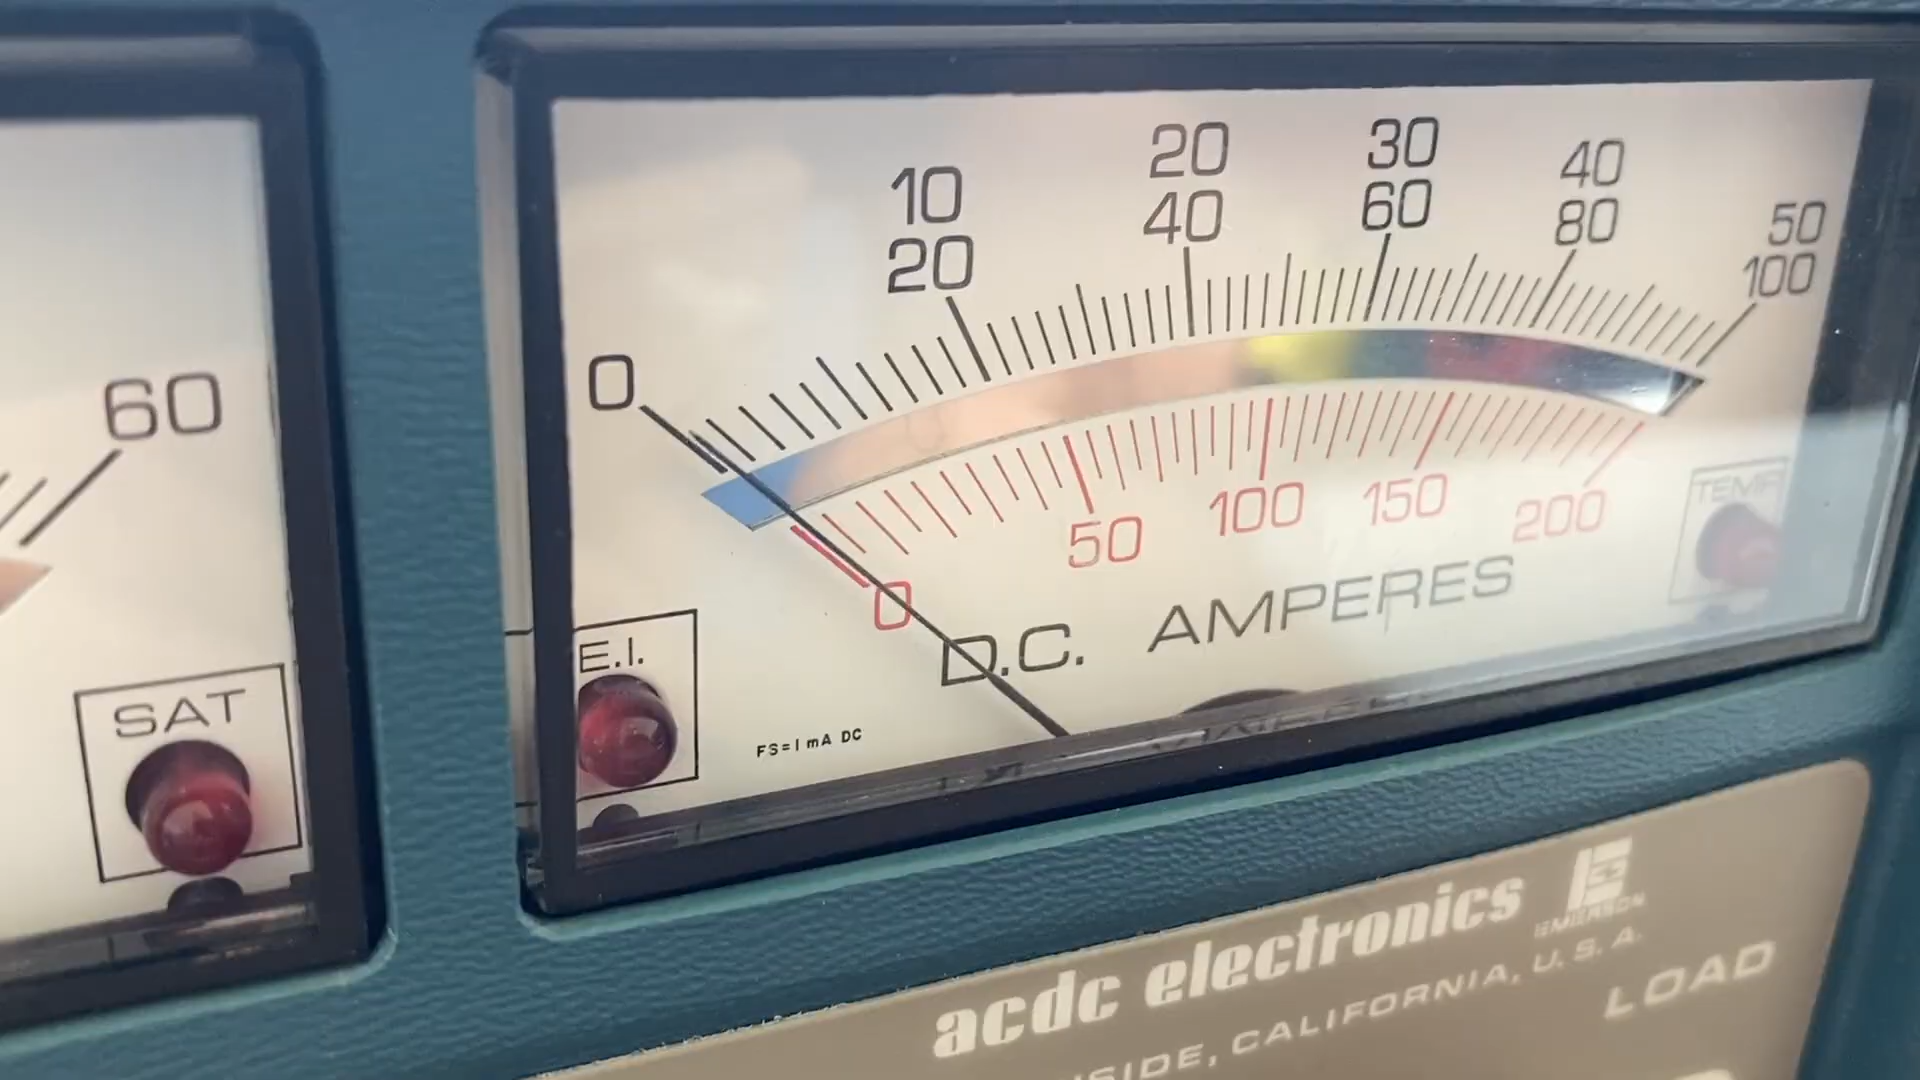 60
SAT
10 20 30 40 50
0 20 40 60 80 100
0 50 100 150 200
D.C. AMPERES
E.I.
TEMP
FS=1 mA DC
acdc electronics
EMERSON
CALIFORNIA, U.S.A.
LOAD